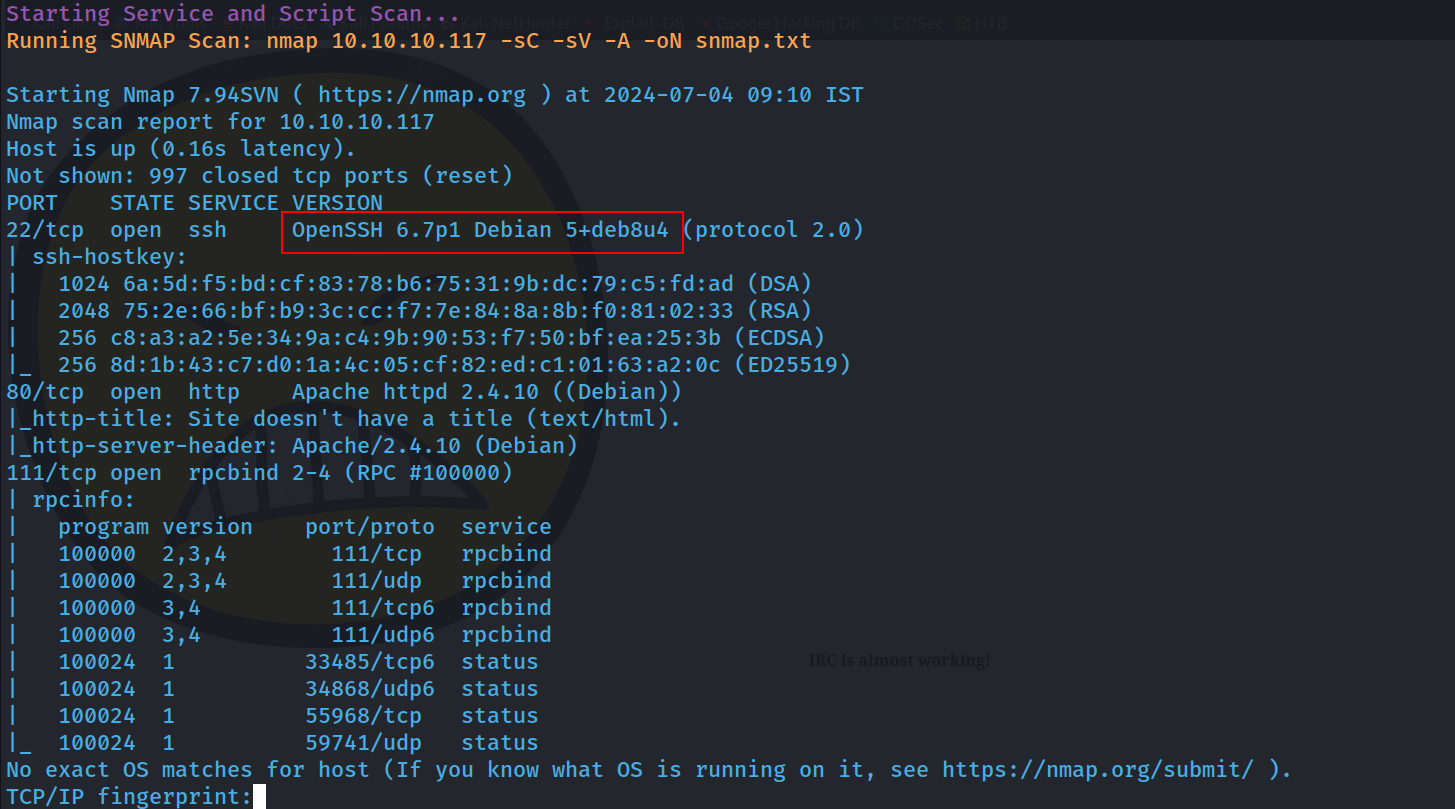 Starting Service and Script Scan...
Kali NetHunter Exploit-DB Google Hacking DB OffSec HTB
Running SNMAP Scan: nmap 10.10.10.117 -sC -sV -A -oN snmap.txt
Starting Nmap 7.94SVN ( https://nmap.org ) at 2024-07-04 09:10 IST
Nmap scan report for 10.10.10.117
Host is up (0.16s latency).
Not shown: 997 closed tcp ports (reset)
PORT    STATE SERVICE VERSION
22/tcp  open  ssh     OpenSSH 6.7p1 Debian 5+deb8u4 (protocol 2.0)
| ssh-hostkey:
|   1024 6a:5d:f5:bd:cf:83:78:b6:75:31:9b:dc:79:c5:fd:ad (DSA)
|   2048 75:2e:66:bf:b9:3c:cc:f7:7e:84:8a:8b:f0:81:02:33 (RSA)
|   256 c8:a3:a2:5e:34:9a:c4:9b:90:53:f7:50:bf:ea:25:3b (ECDSA)
|_  256 8d:1b:43:c7:d0:1a:4c:05:cf:82:ed:c1:01:63:a2:0c (ED25519)
80/tcp  open  http    Apache httpd 2.4.10 ((Debian))
|_http-title: Site doesn't have a title (text/html).
|_http-server-header: Apache/2.4.10 (Debian)
111/tcp open  rpcbind 2-4 (RPC #100000)
| rpcinfo:
|   program version    port/proto  service
|   100000  2,3,4        111/tcp   rpcbind
|   100000  2,3,4        111/udp   rpcbind
|   100000  3,4          111/tcp6  rpcbind
|   100000  3,4          111/udp6  rpcbind
|   100024  1          33485/tcp6  status
IRC is almost working!
|   100024  1          34868/udp6  status
|   100024  1          55968/tcp   status
|_  100024  1          59741/udp   status
No exact OS matches for host (If you know what OS is running on it, see https://nmap.org/submit/ ).
TCP/IP fingerprint: